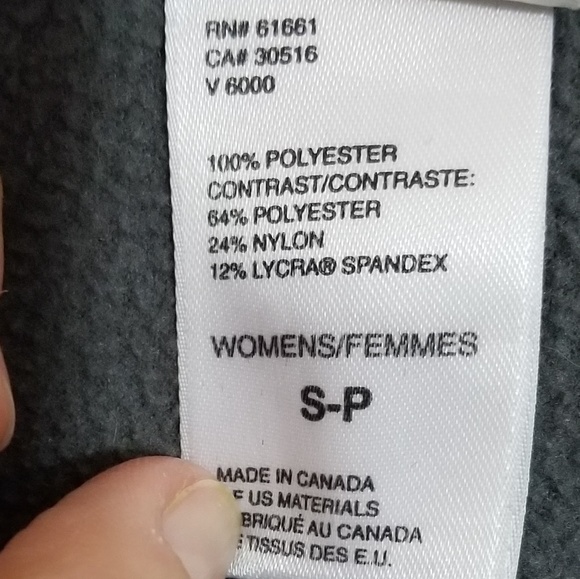 RN# 61661
CA# 30516
V 6000
100% POLYESTER
CONTRAST/CONTRASTE:
64% POLYESTER
24% NYLON
12% LYCRA® SPANDEX
WOMENS/FEMMES
S-P
MADE IN CANADA
US MATERIALS
AU CANADA
TISSUS DES E.U.